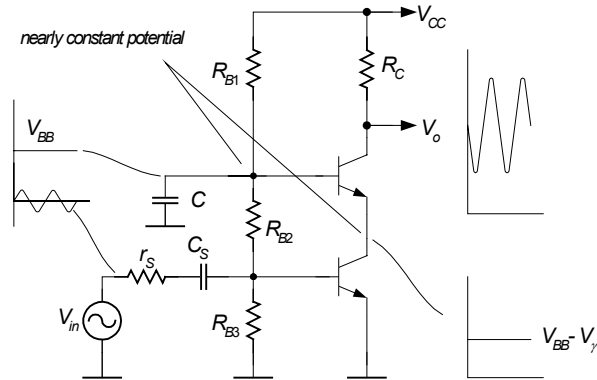 nearly constant potential
V_CC
R_B1
R_C
V_BB
V_o
C
R_B2
r_S
C_S
V_in
R_B3
V_BB - V_γ